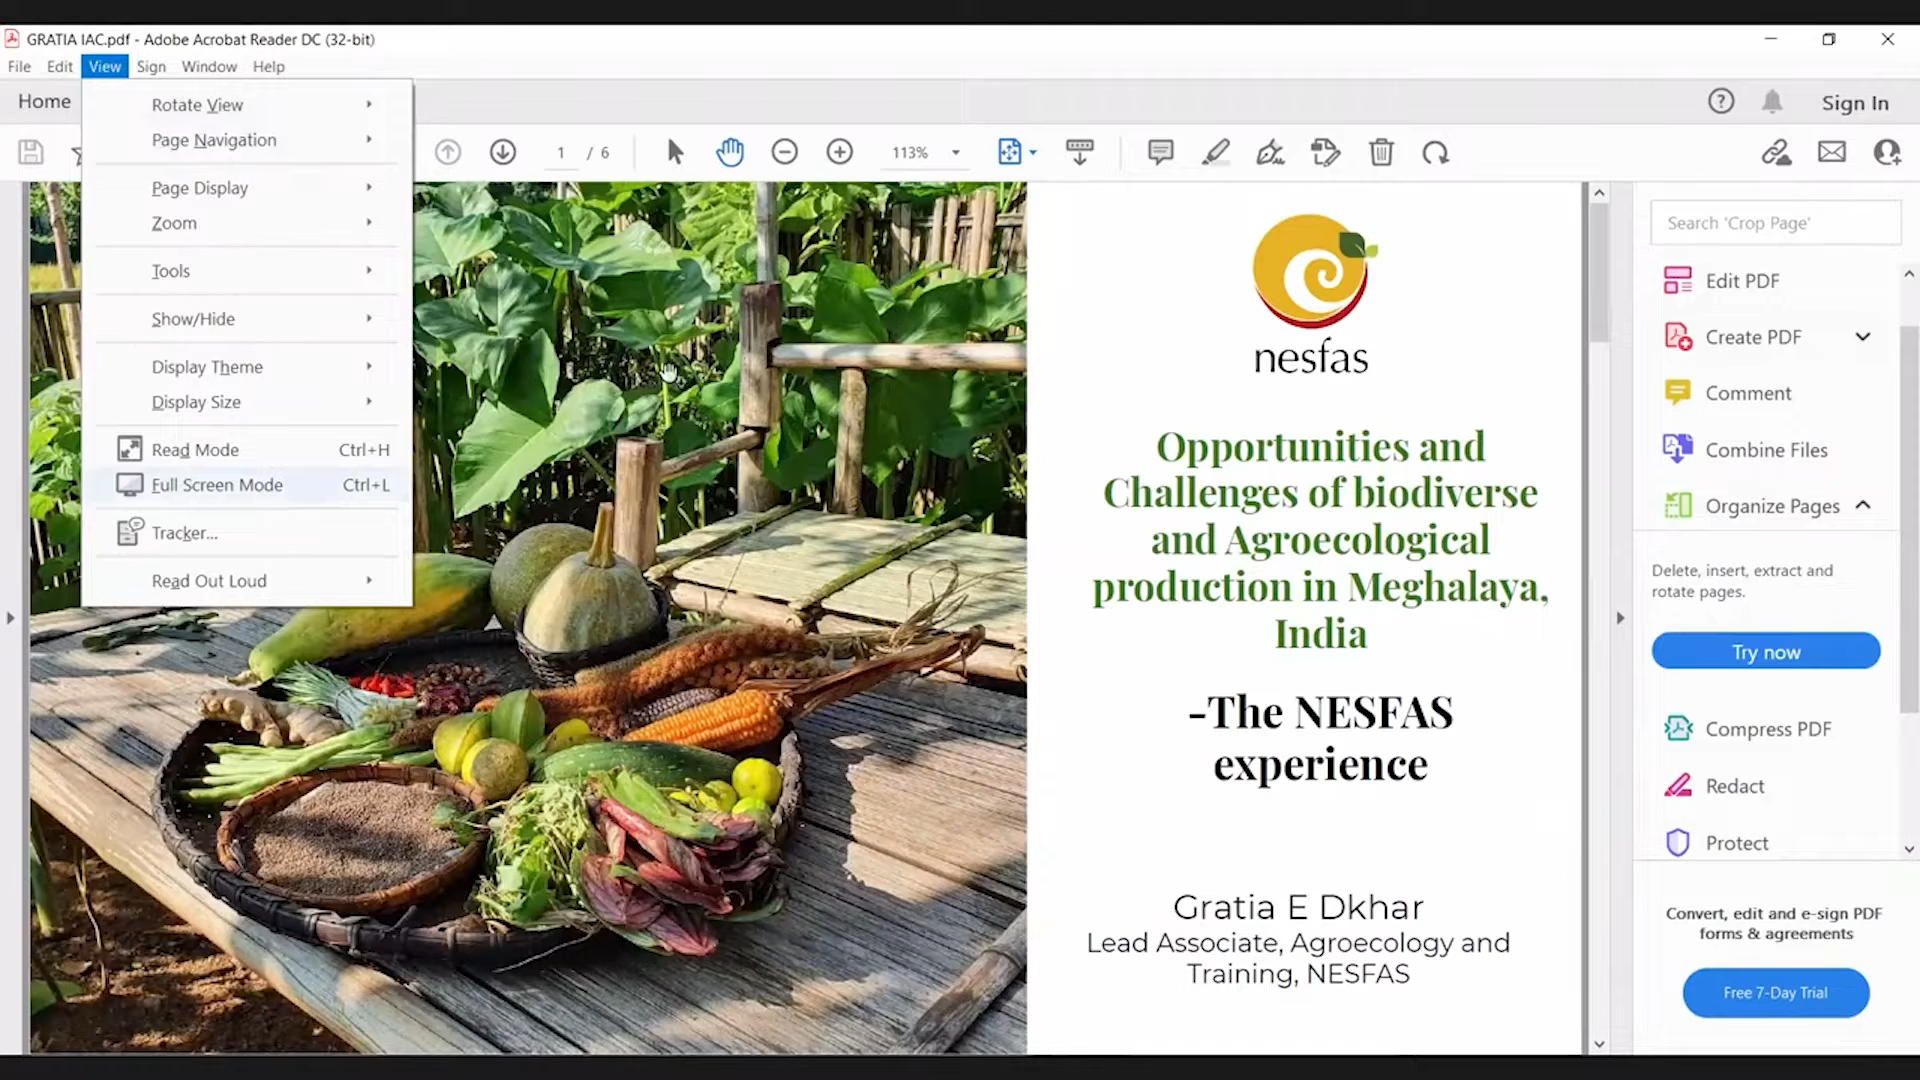 GRATIA IAC.pdf - Adobe Acrobat Reader DC (32-bit)
File Edit View Sign Window Help
Home
Sign In
1 / 6
113%
Rotate View
Page Navigation
Page Display
Zoom
Tools
Show/Hide
Display Theme
Display Size
Read Mode Ctrl+H
Full Screen Mode Ctrl+L
Tracker...
Read Out Loud
nesfas
Opportunities and
Challenges of biodiverse
and Agroecological
production in Meghalaya,
India
-The NESFAS
experience
Gratia E Dkhar
Lead Associate, Agroecology and
Training, NESFAS
Search 'Crop Page'
Edit PDF
Create PDF
Comment
Combine Files
Organize Pages
Delete, insert, extract and
rotate pages.
Try now
Compress PDF
Redact
Protect
Convert, edit and e-sign PDF
forms & agreements
Free 7-Day Trial